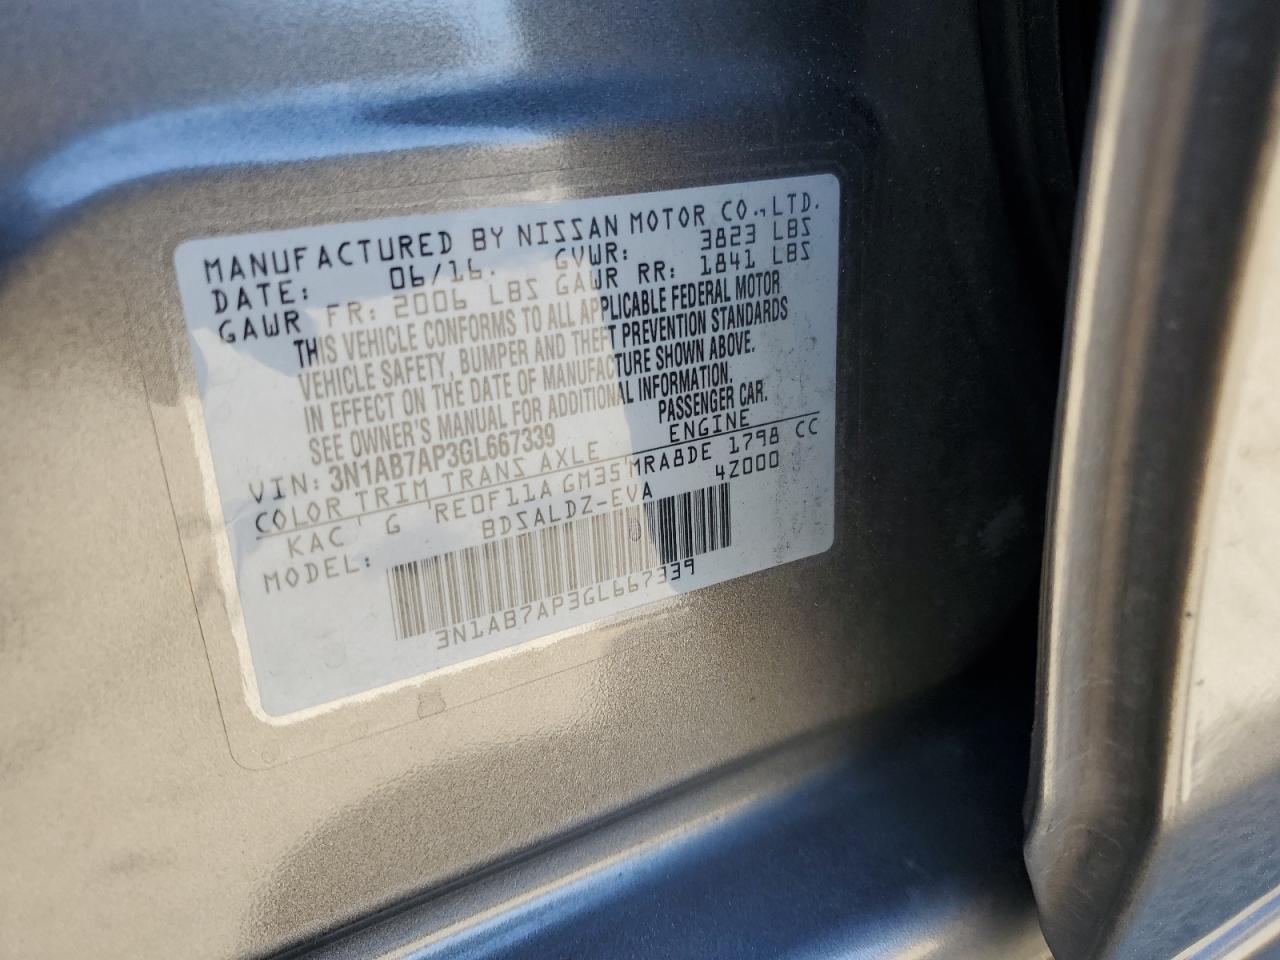 MANUFACTURED BY NISSAN MOTOR CO.,LTD.
DATE: 06/16. GVWR: 3823 LBS
GAWR FR: 2006 LBS GAWR RR: 1841 LBS
THIS VEHICLE CONFORMS TO ALL APPLICABLE FEDERAL MOTOR
VEHICLE SAFETY, BUMPER AND THEFT PREVENTION STANDARDS
IN EFFECT ON THE DATE OF MANUFACTURE SHOWN ABOVE.
SEE OWNER'S MANUAL FOR ADDITIONAL INFORMATION.
VIN: 3N1AB7AP3GL667339 PASSENGER CAR.
COLOR TRIM TRANS AXLE ENGINE
KAC G RE0F11A GM35 MRA8DE 1798 CC
MODEL: BDSALDZ-EVA 4Z000
3N1AB7AP3GL667339